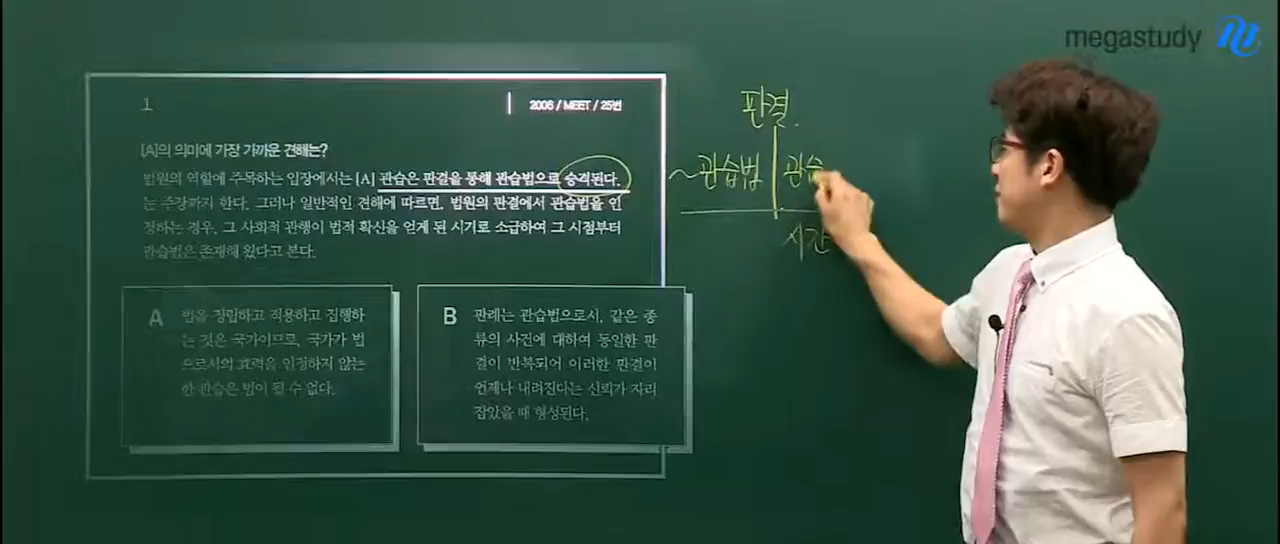 megastudy
1
2006 / MEET / 25번
[A]의 의미에 가장 가까운 견해는?
법원의 역할에 주목하는 입장에서는 [A] 관습은 판결을 통해 관습법으로 승격된다.
는 주장까지 한다. 그러나 일반적인 견해에 따르면, 법원의 판결에서 관습법을 인
정하는 경우, 그 사회적 관행이 법적 확신을 얻게 된 시기로 소급하여 그 시점부터
관습법은 존재해 왔다고 본다.
A
법을 정립하고 적용하고 집행하
는 것은 국가이므로, 국가가 법
으로서의 효력을 인정하지 않는
한 관습은 법이 될 수 없다.
B
판례는 관습법으로서, 같은 종
류의 사건에 대하여 동일한 판
결이 반복되어 이러한 판결이
언제나 내려진다는 신뢰가 자리
잡았을 때 형성된다.
판결
~관습법 관습
시간